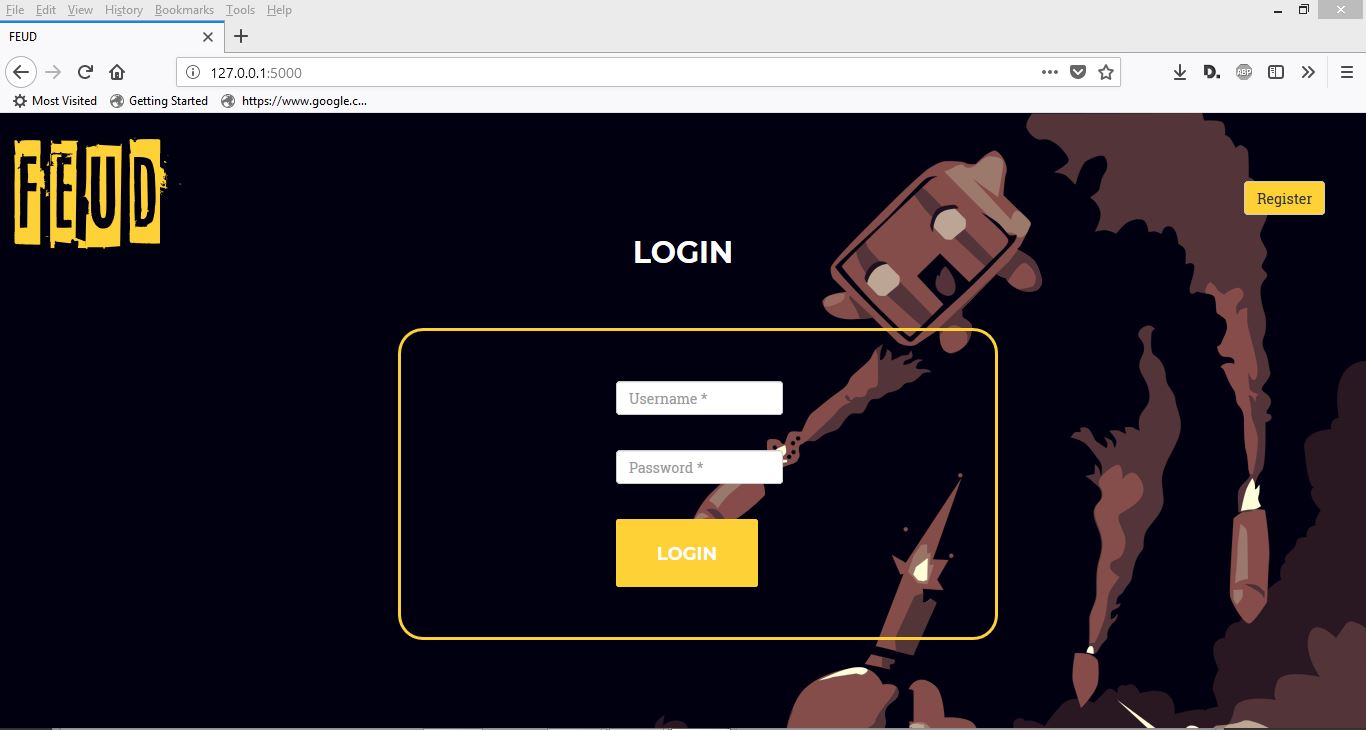 File Edit View History Bookmarks Tools Help
FEUD
127.0.0.1:5000
D. ABP
Most Visited Getting Started https://www.google.c...
FEUD
Register
LOGIN
Username *
Password *
LOGIN